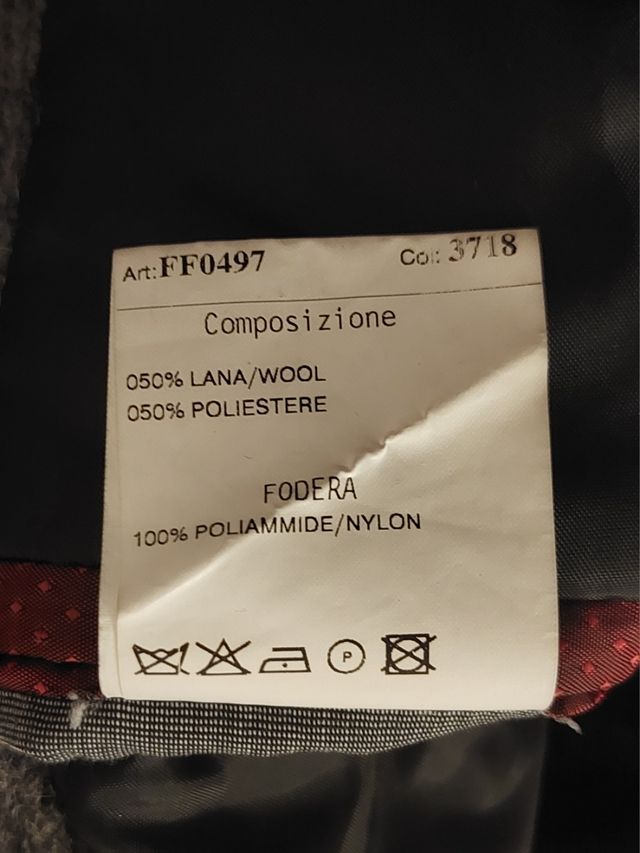 Art: FF0497 Col: 3718
Composizione
050% LANA/WOOL
050% POLIESTERE
FODERA
100% POLIAMMIDE/NYLON
P